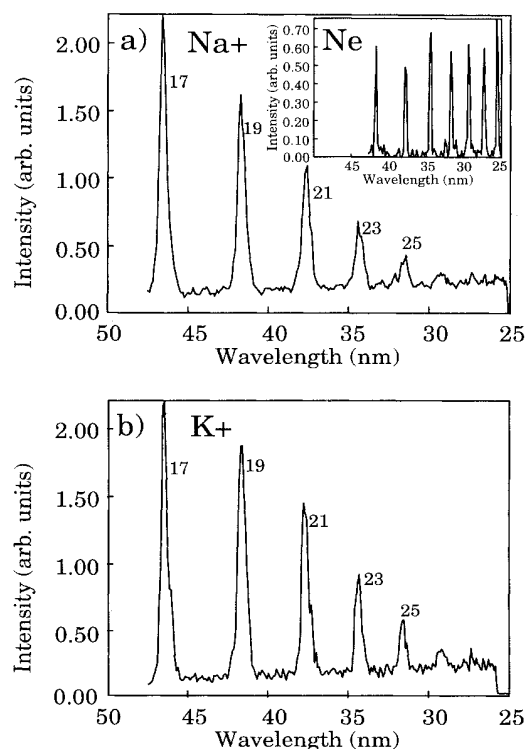 a) Na+
Ne
Intensity (arb. units)
2.00
1.50
1.00
0.50
0.00
17
19
21
23
25
50 45 40 35 30 25
Wavelength (nm)
Intensity (arb. units)
0.70
0.60
0.50
0.40
0.30
0.20
0.10
0.00
45 40 35 30 25
Wavelength (nm)
b) K+
Intensity (arb. units)
2.00
1.50
1.00
0.50
0.00
17
19
21
23
25
50 45 40 35 30 25
Wavelength (nm)